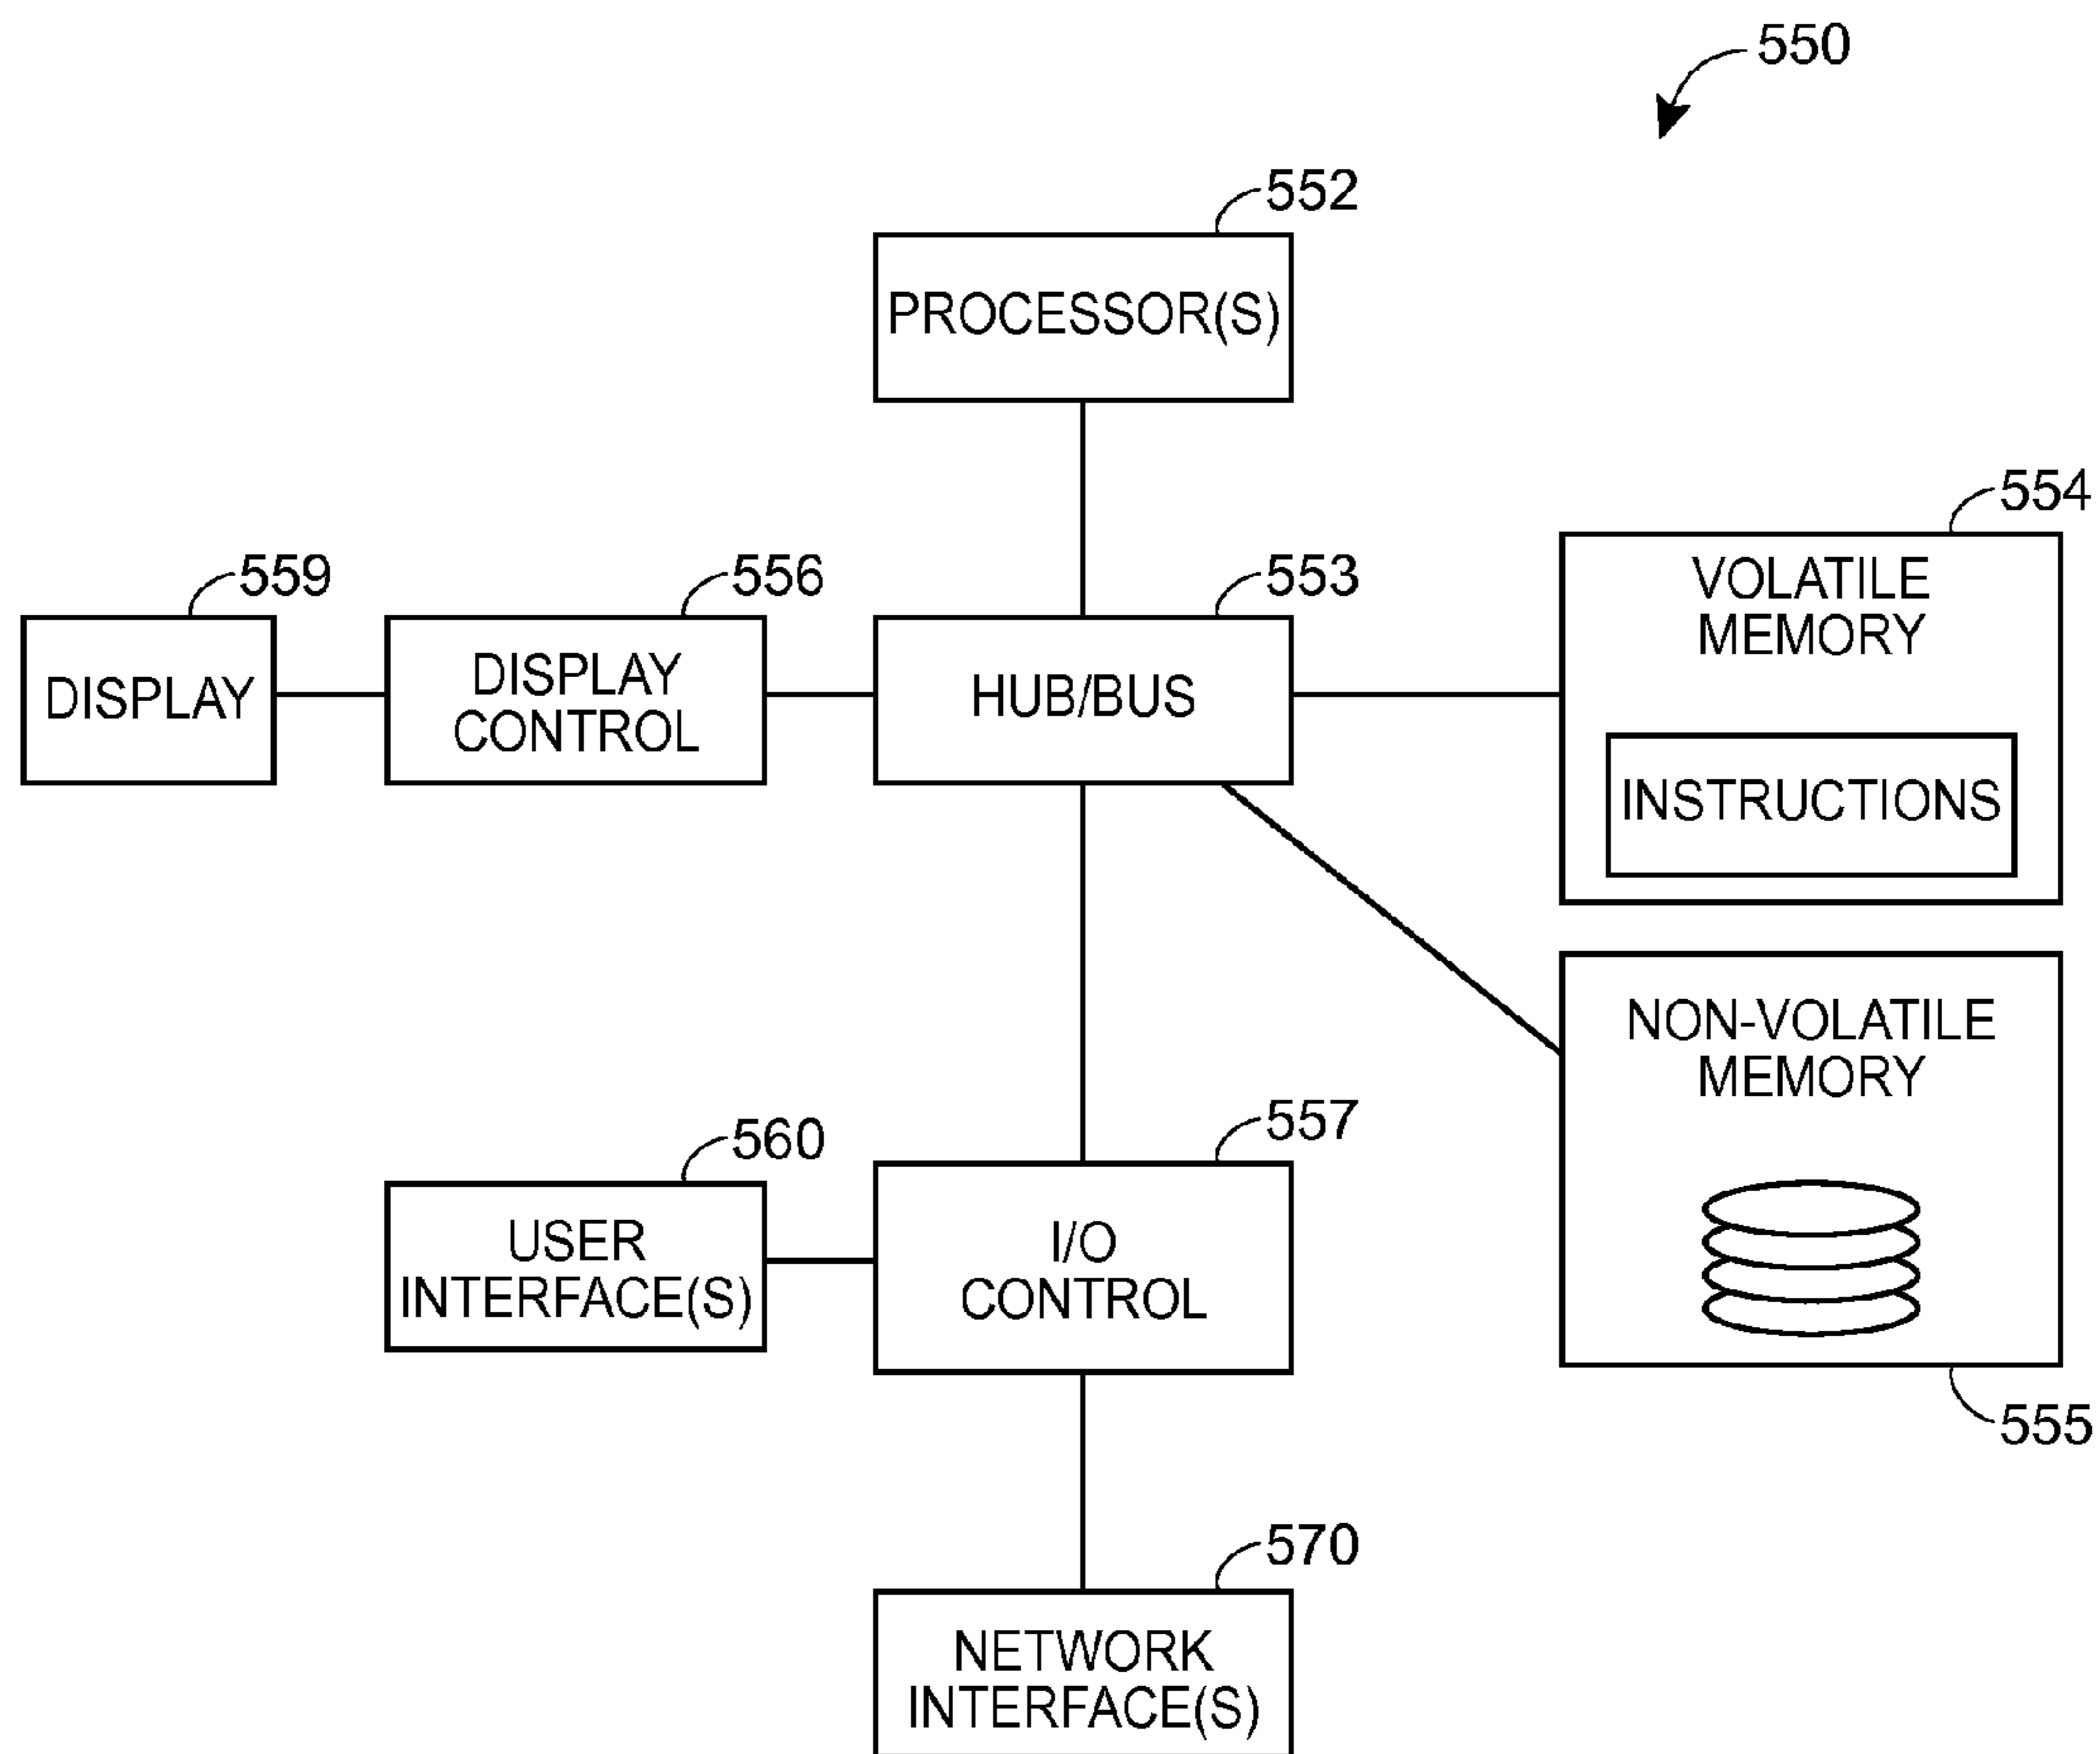 550
552
PROCESSOR(S)
554
559
556
553
VOLATILE
MEMORY
DISPLAY
DISPLAY
CONTROL
HUB/BUS
INSTRUCTIONS
NON-VOLATILE
MEMORY
560
557
USER
INTERFACE(S)
I/O
CONTROL
555
570
NETWORK
INTERFACE(S)